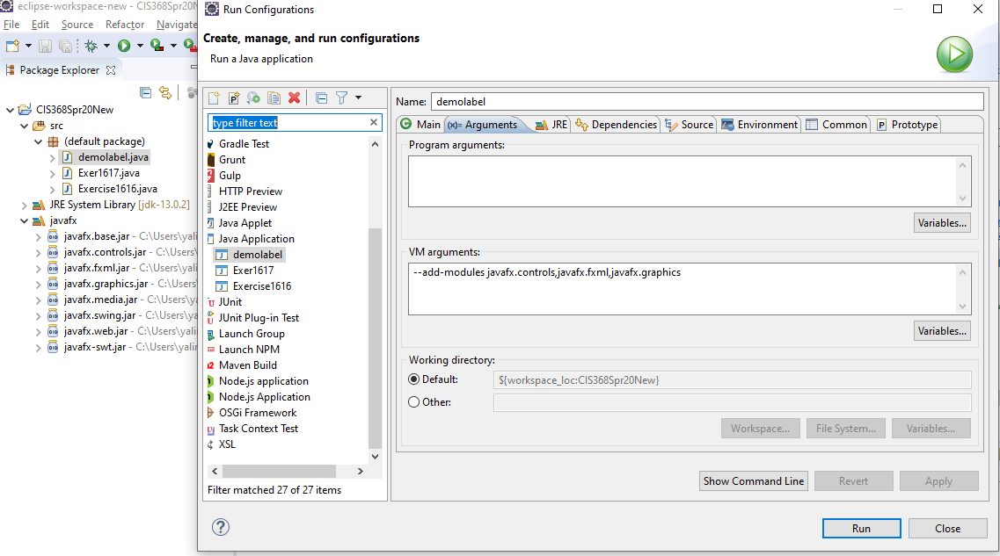 eclipse-workspace-new - CIS368Spr20N
File Edit Source Refactor Navigate
Package Explorer
CIS368Spr20New
src
(default package)
demolabel.java
Exer1617.java
Exercise1616.java
JRE System Library [jdk-13.0.2]
javafx
javafx.base.jar - C:\Users\yalin
javafx.controls.jar - C:\Users
javafx.fxml.jar - C:\Users\yalin
javafx.graphics.jar - C:\Users
javafx.media.jar - C:\Users\ya
javafx.swing.jar - C:\Users\ya
javafx.web.jar - C:\Users\yalin
javafx-swt.jar - C:\Users\yalin
Run Configurations
Create, manage, and run configurations
Run a Java application
type filter text
Gradle Test
Grunt
Gulp
HTTP Preview
J2EE Preview
Java Applet
Java Application
demolabel
Exer1617
Exercise1616
JUnit
JUnit Plug-in Test
Launch Group
Launch NPM
Maven Build
Node.js application
Node.js Application
OSGi Framework
Task Context Test
XSL
Filter matched 27 of 27 items
Name: demolabel
Main (x)= Arguments JRE Dependencies Source Environment Common Prototype
Program arguments:
Variables...
VM arguments:
--add-modules javafx.controls,javafx.fxml,javafx.graphics
Variables...
Working directory:
Default: ${workspace_loc:CIS368Spr20New}
Other:
Workspace... File System... Variables...
Show Command Line Revert Apply
Run Close